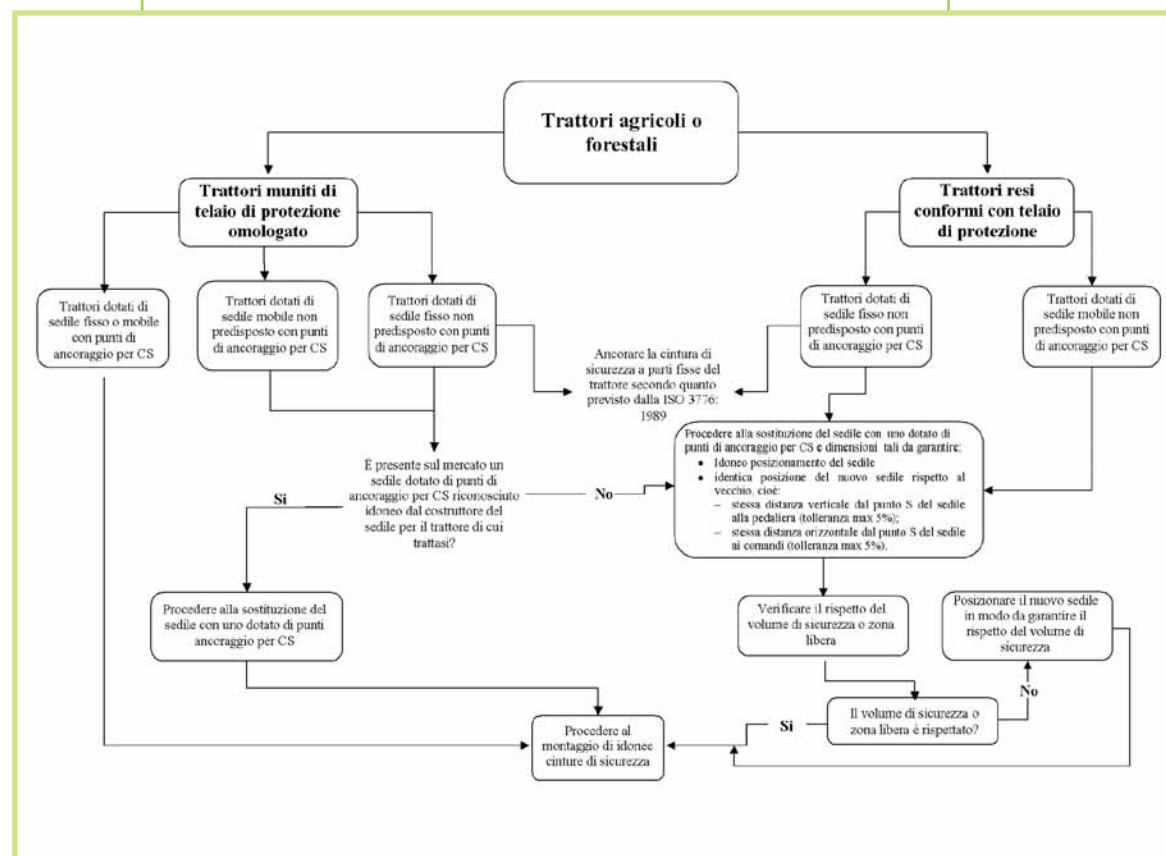 Trattori agricoli o
forestali
Trattori muniti di
telaio di protezione
omologato
Trattori resi
conformi con telaio
di protezione
Trattori dotati di
sedile fisso o mobile
con punti di
ancoraggio per CS
Trattori dotati di
sedile mobile non
predisposto con punti
di ancoraggio per CS
Trattori dotati di
sedile fisso non
predisposto con punti
di ancoraggio per CS
Ancorare la cintura di
sicurezza a parti fisse del
trattore secondo quanto
previsto dalla ISO 3776:
1989
Trattori dotati di
sedile fisso non
predisposto con punti
di ancoraggio per CS
Trattori dotati di
sedile mobile non
predisposto con punti
di ancoraggio per CS
È presente sul mercato un
sedile dotato di punti di
ancoraggio per CS riconosciuto
idoneo dal costruttore del
sedile per il trattore di cui
trattasi?
Si
No
Procedere alla sostituzione del sedile con uno dotato di
punti di ancoraggio per CS e dimensioni tali da garantire:
• Idoneo posizionamento del sedile
• identica posizione del nuovo sedile rispetto al
vecchio, cioè:
– stessa distanza verticale dal punto S del sedile
alla pedaliera (tolleranza max 5%);
– stessa distanza orizzontale dal punto S del sedile
ai comandi (tolleranza max 5%).
Procedere alla sostituzione del
sedile con uno dotato di punti
ancoraggio per CS
Verificare il rispetto del
volume di sicurezza o zona
libera
Posizionare il nuovo sedile
in modo da garantire il
rispetto del volume di
sicurezza
No
Il volume di sicurezza o
zona libera è rispettato?
Si
Procedere al
montaggio di idonee
cinture di sicurezza